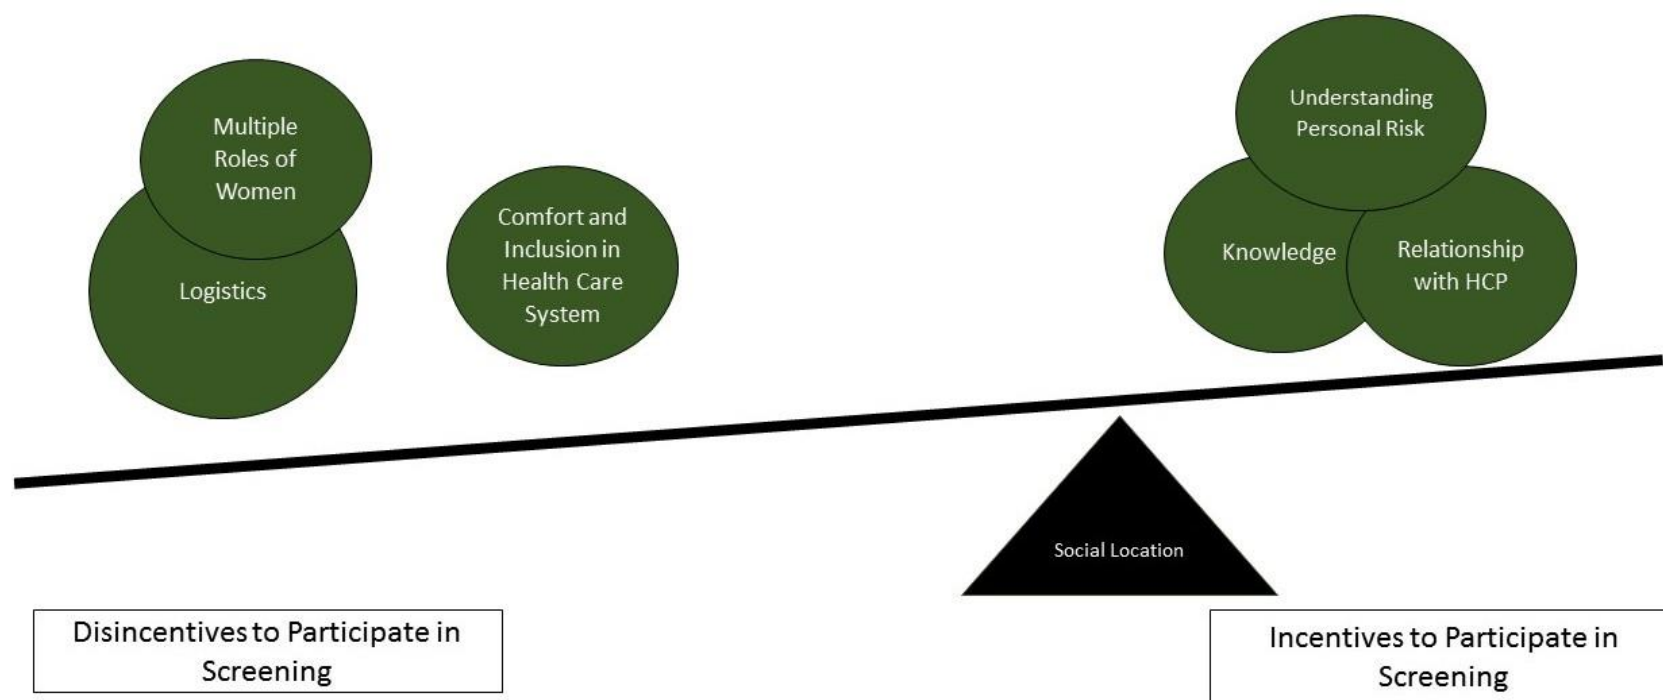 Multiple
Roles of
Women
Logistics
Comfort and
Inclusion in
Health Care
System
Understanding
Personal Risk
Knowledge
Relationship
with HCP
Social Location
Disincentives to Participate in
Screening
Incentives to Participate in
Screening